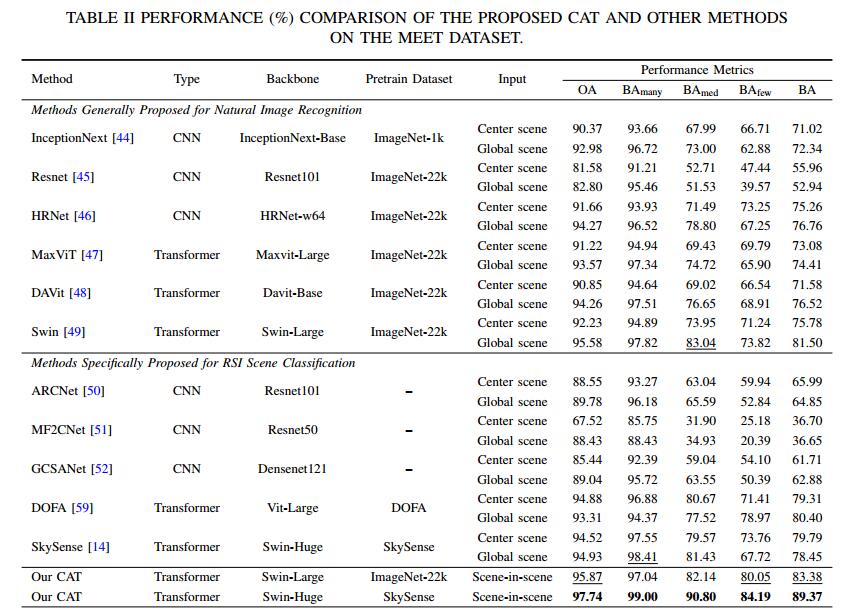 TABLE II PERFORMANCE (%) COMPARISON OF THE PROPOSED CAT AND OTHER METHODS
ON THE MEET DATASET.
Method Type Backbone Pretrain Dataset Input Performance Metrics
OA BAmany BAmed BAfew BA
Methods Generally Proposed for Natural Image Recognition
InceptionNext [44] CNN InceptionNext-Base ImageNet-1k Center scene 90.37 93.66 67.99 66.71 71.02
Global scene 92.98 96.72 73.00 62.88 72.34
Resnet [45] CNN Resnet101 ImageNet-22k Center scene 81.58 91.21 52.71 47.44 55.96
Global scene 82.80 95.46 51.53 39.57 52.94
HRNet [46] CNN HRNet-w64 ImageNet-22k Center scene 91.66 93.93 71.49 73.25 75.26
Global scene 94.27 96.52 78.80 67.25 76.76
MaxViT [47] Transformer Maxvit-Large ImageNet-22k Center scene 91.22 94.94 69.43 69.79 73.08
Global scene 93.57 97.34 74.72 65.90 74.41
DAVit [48] Transformer Davit-Base ImageNet-22k Center scene 90.85 94.64 69.02 66.54 71.58
Global scene 94.26 97.51 76.65 68.91 76.52
Swin [49] Transformer Swin-Large ImageNet-22k Center scene 92.23 94.89 73.95 71.24 75.78
Global scene 95.58 97.82 83.04 73.82 81.50
Methods Specifically Proposed for RSI Scene Classification
ARCNet [50] CNN Resnet101 – Center scene 88.55 93.27 63.04 59.94 65.99
Global scene 89.78 96.18 65.59 52.84 64.85
MF2CNet [51] CNN Resnet50 – Center scene 67.52 85.75 31.90 25.18 36.70
Global scene 88.43 88.43 34.93 20.39 36.65
GCSANet [52] CNN Densenet121 – Center scene 85.44 92.39 59.04 54.10 61.71
Global scene 89.04 95.72 63.55 50.39 62.88
DOFA [59] Transformer Vit-Large DOFA Center scene 94.88 96.88 80.67 71.41 79.31
Global scene 93.31 94.37 77.52 78.97 80.40
SkySense [14] Transformer Swin-Huge SkySense Center scene 94.52 97.55 79.57 73.76 79.79
Global scene 94.93 98.41 81.43 67.72 78.45
Our CAT Transformer Swin-Large ImageNet-22k Scene-in-scene 95.87 97.04 82.14 80.05 83.38
Our CAT Transformer Swin-Huge SkySense Scene-in-scene 97.74 99.00 90.80 84.19 89.37